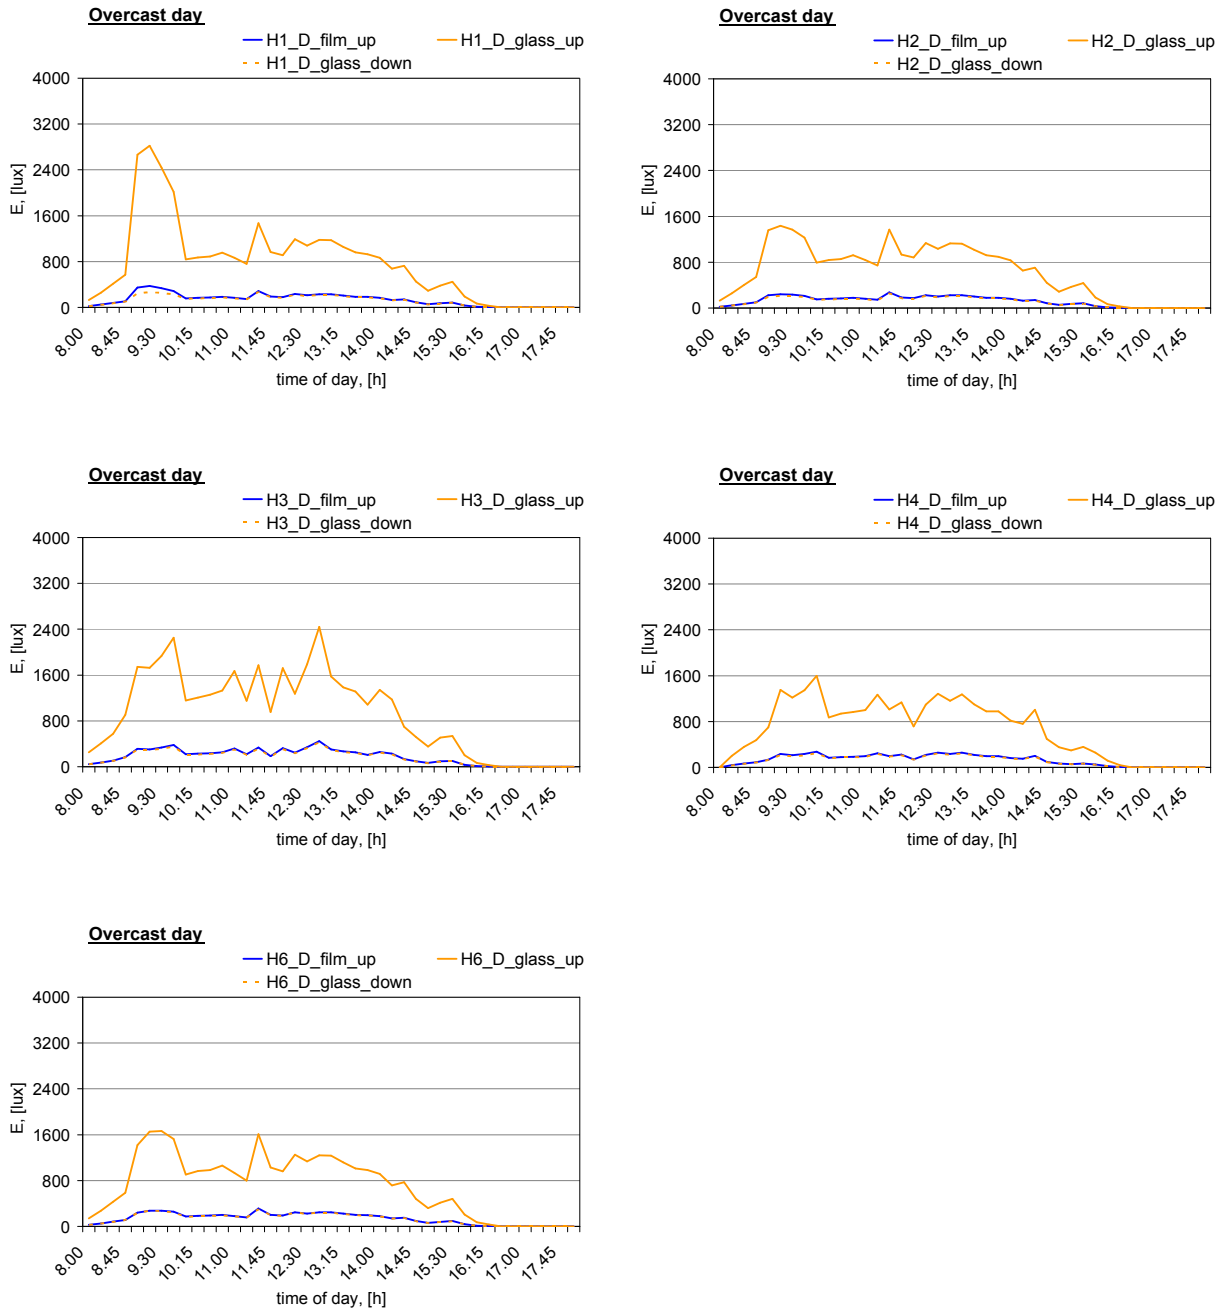 Overcast day
H1_D_film_up H1_D_glass_up
H1_D_glass_down
4000
3200
2400
1600
800
0
E, [lux]
8.00 8.45 9.30 10.15 11.00 11.45 12.30 13.15 14.00 14.45 15.30 16.15 17.00 17.45
time of day, [h]
Overcast day
H2_D_film_up H2_D_glass_up
H2_D_glass_down
4000
3200
2400
1600
800
0
E, [lux]
8.00 8.45 9.30 10.15 11.00 11.45 12.30 13.15 14.00 14.45 15.30 16.15 17.00 17.45
time of day, [h]
Overcast day
H3_D_film_up H3_D_glass_up
H3_D_glass_down
4000
3200
2400
1600
800
0
E, [lux]
8.00 8.45 9.30 10.15 11.00 11.45 12.30 13.15 14.00 14.45 15.30 16.15 17.00 17.45
time of day, [h]
Overcast day
H4_D_film_up H4_D_glass_up
H4_D_glass_down
4000
3200
2400
1600
800
0
E, [lux]
8.00 8.45 9.30 10.15 11.00 11.45 12.30 13.15 14.00 14.45 15.30 16.15 17.00 17.45
time of day, [h]
Overcast day
H6_D_film_up H6_D_glass_up
H6_D_glass_down
4000
3200
2400
1600
800
0
E, [lux]
8.00 8.45 9.30 10.15 11.00 11.45 12.30 13.15 14.00 14.45 15.30 16.15 17.00 17.45
time of day, [h]